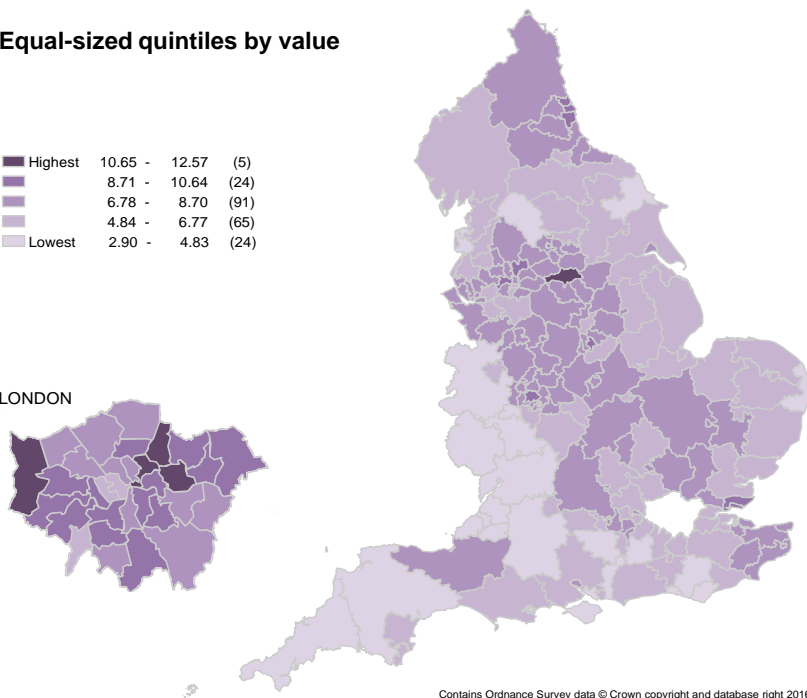 Equal-sized quintiles by value
Highest 10.65 - 12.57 (5)
8.71 - 10.64 (24)
6.78 - 8.70 (91)
4.84 - 6.77 (65)
Lowest 2.90 - 4.83 (24)
LONDON
Contains Ordnance Survey data © Crown copyright and database right 2016